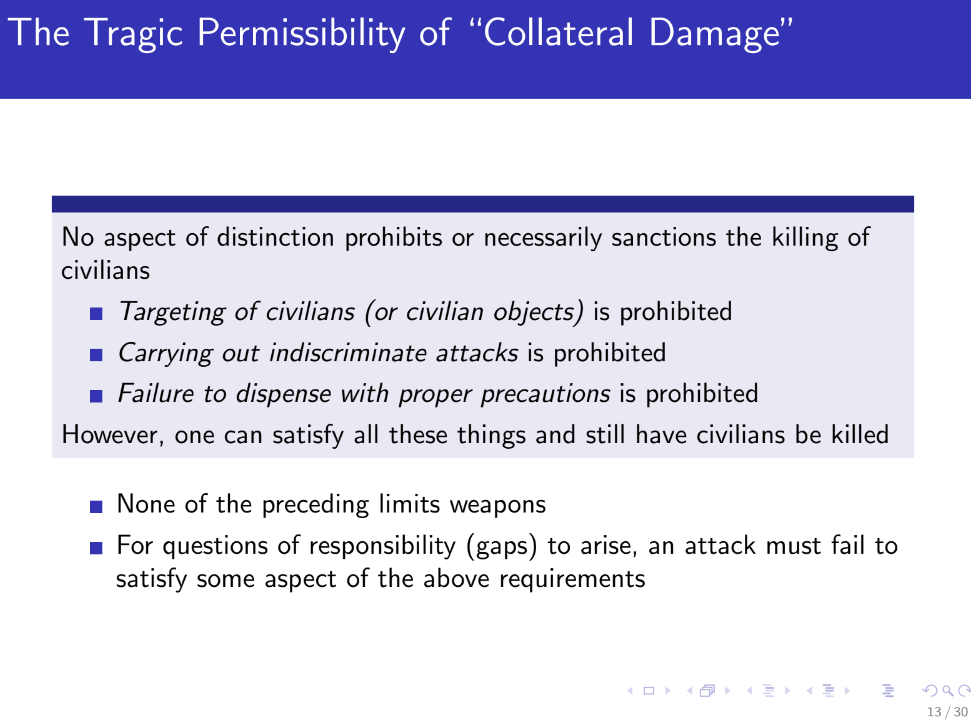 The Tragic Permissibility of “Collateral Damage”
No aspect of distinction prohibits or necessarily sanctions the killing of
civilians
Targeting of civilians (or civilian objects) is prohibited
Carrying out indiscriminate attacks is prohibited
Failure to dispense with proper precautions is prohibited
However, one can satisfy all these things and still have civilians be killed
None of the preceding limits weapons
For questions of responsibility (gaps) to arise, an attack must fail to
satisfy some aspect of the above requirements
13 / 30